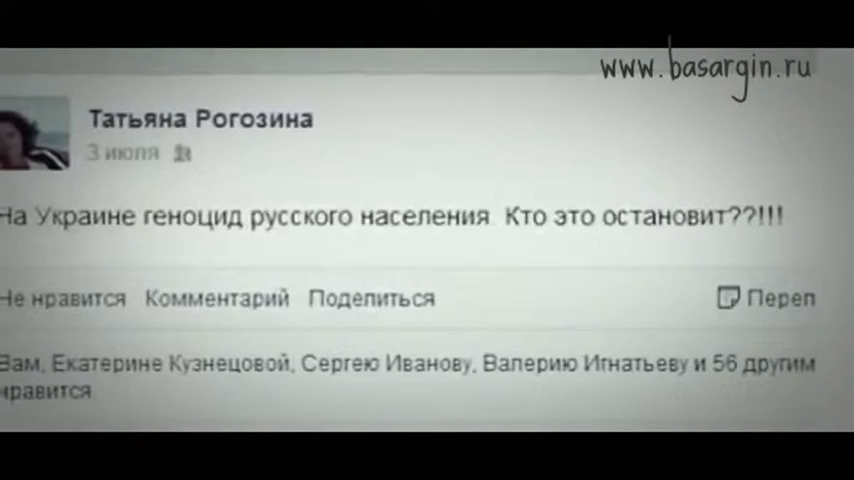 www.basargin.ru
Татьяна Рогозина
3 июля
На Украине геноцид русского населения. Кто это остановит??!!!
Не нравится Комментарий Поделиться Переп
Вам, Екатерине Кузнецовой, Сергею Иванову, Валерию Игнатьеву и 56 другим
нравится